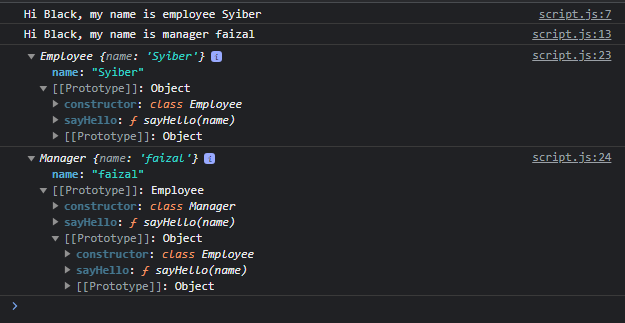 Hi Black, my name is employee Syiber script.js:7
Hi Black, my name is manager faizal script.js:13
▼ Employee {name: 'Syiber'} i script.js:23
name: "Syiber"
▼ [[Prototype]]: Object
▶ constructor: class Employee
▶ sayHello: ƒ sayHello(name)
▶ [[Prototype]]: Object
▼ Manager {name: 'faizal'} i script.js:24
name: "faizal"
▼ [[Prototype]]: Employee
▶ constructor: class Manager
▶ sayHello: ƒ sayHello(name)
▼ [[Prototype]]: Object
▶ constructor: class Employee
▶ sayHello: ƒ sayHello(name)
▶ [[Prototype]]: Object
>